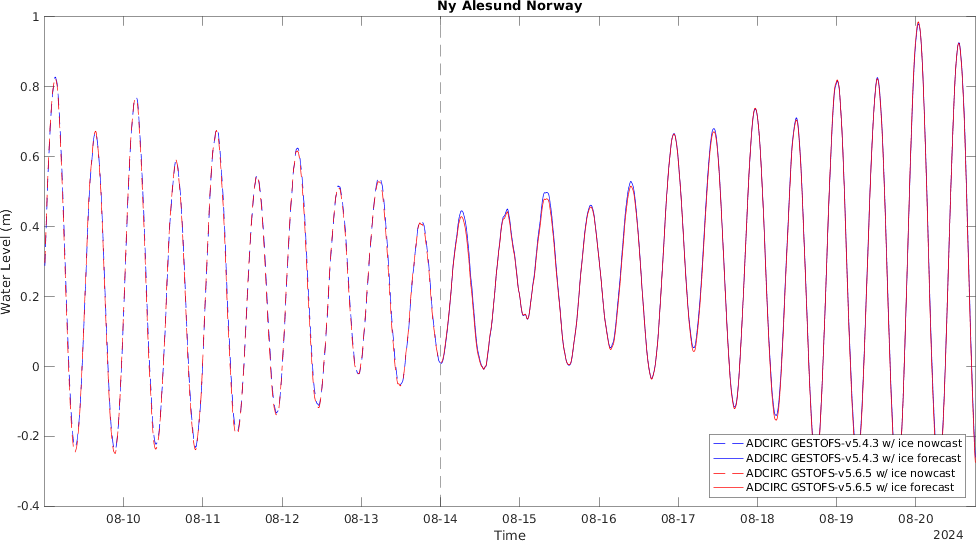 Ny Alesund Norway
Water Level (m)
1
0.8
0.6
0.4
0.2
0
-0.2
-0.4
08-10 08-11 08-12 08-13 08-14 08-15 08-16 08-17 08-18 08-19 08-20
Time
2024
ADCIRC GESTOFS-v5.4.3 w/ ice nowcast
ADCIRC GESTOFS-v5.4.3 w/ ice forecast
ADCIRC GSTOFS-v5.6.5 w/ ice nowcast
ADCIRC GSTOFS-v5.6.5 w/ ice forecast